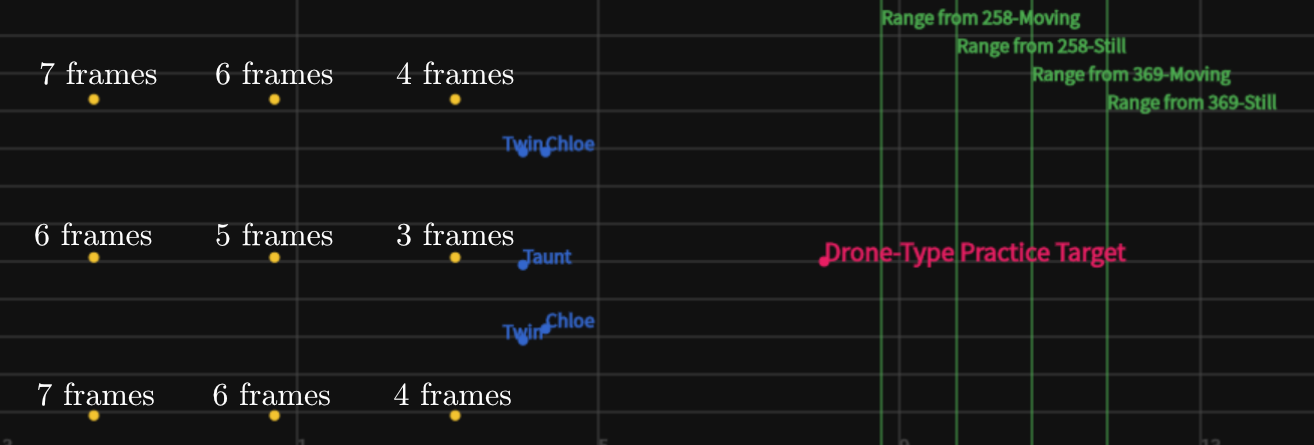 Range from 258-Moving
Range from 258-Still
7 frames 6 frames 4 frames
Range from 369-Moving
Range from 369-Still
Twin Chloe
6 frames 5 frames 3 frames
Taunt
Drone-Type Practice Target
Chloe
Twin
7 frames 6 frames 4 frames